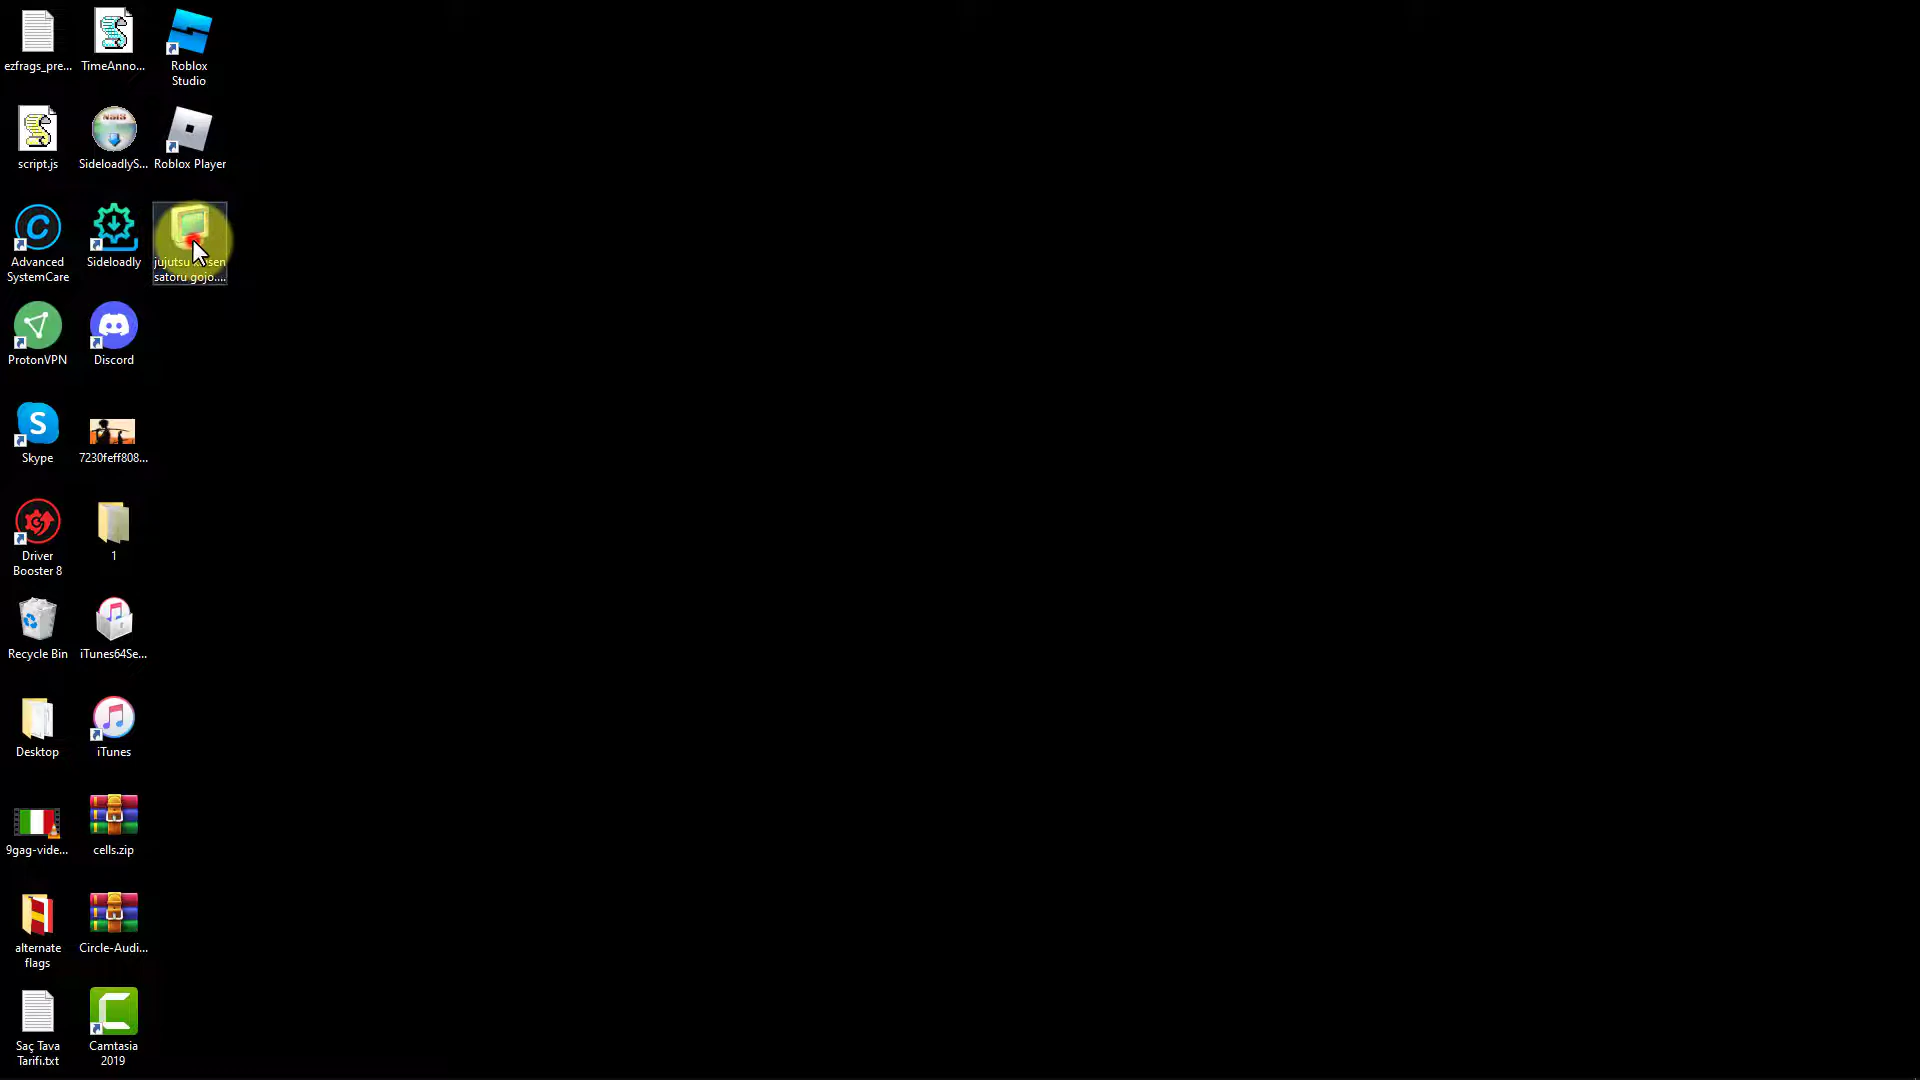 ezfrags_pre...
TimeAnno...
Roblox
Studio
script.js
SideloadlyS...
Roblox Player
Advanced
SystemCare
Sideloadly
jujutsu
satoru gojo....
ProtonVPN
Discord
Skype
7230feff808...
Driver
Booster 8
1
Recycle Bin
iTunes64Se...
Desktop
iTunes
9gag-vide...
cells.zip
alternate
flags
Circle-Audi...
Saç Tava
Tarifi.txt
Camtasia
2019